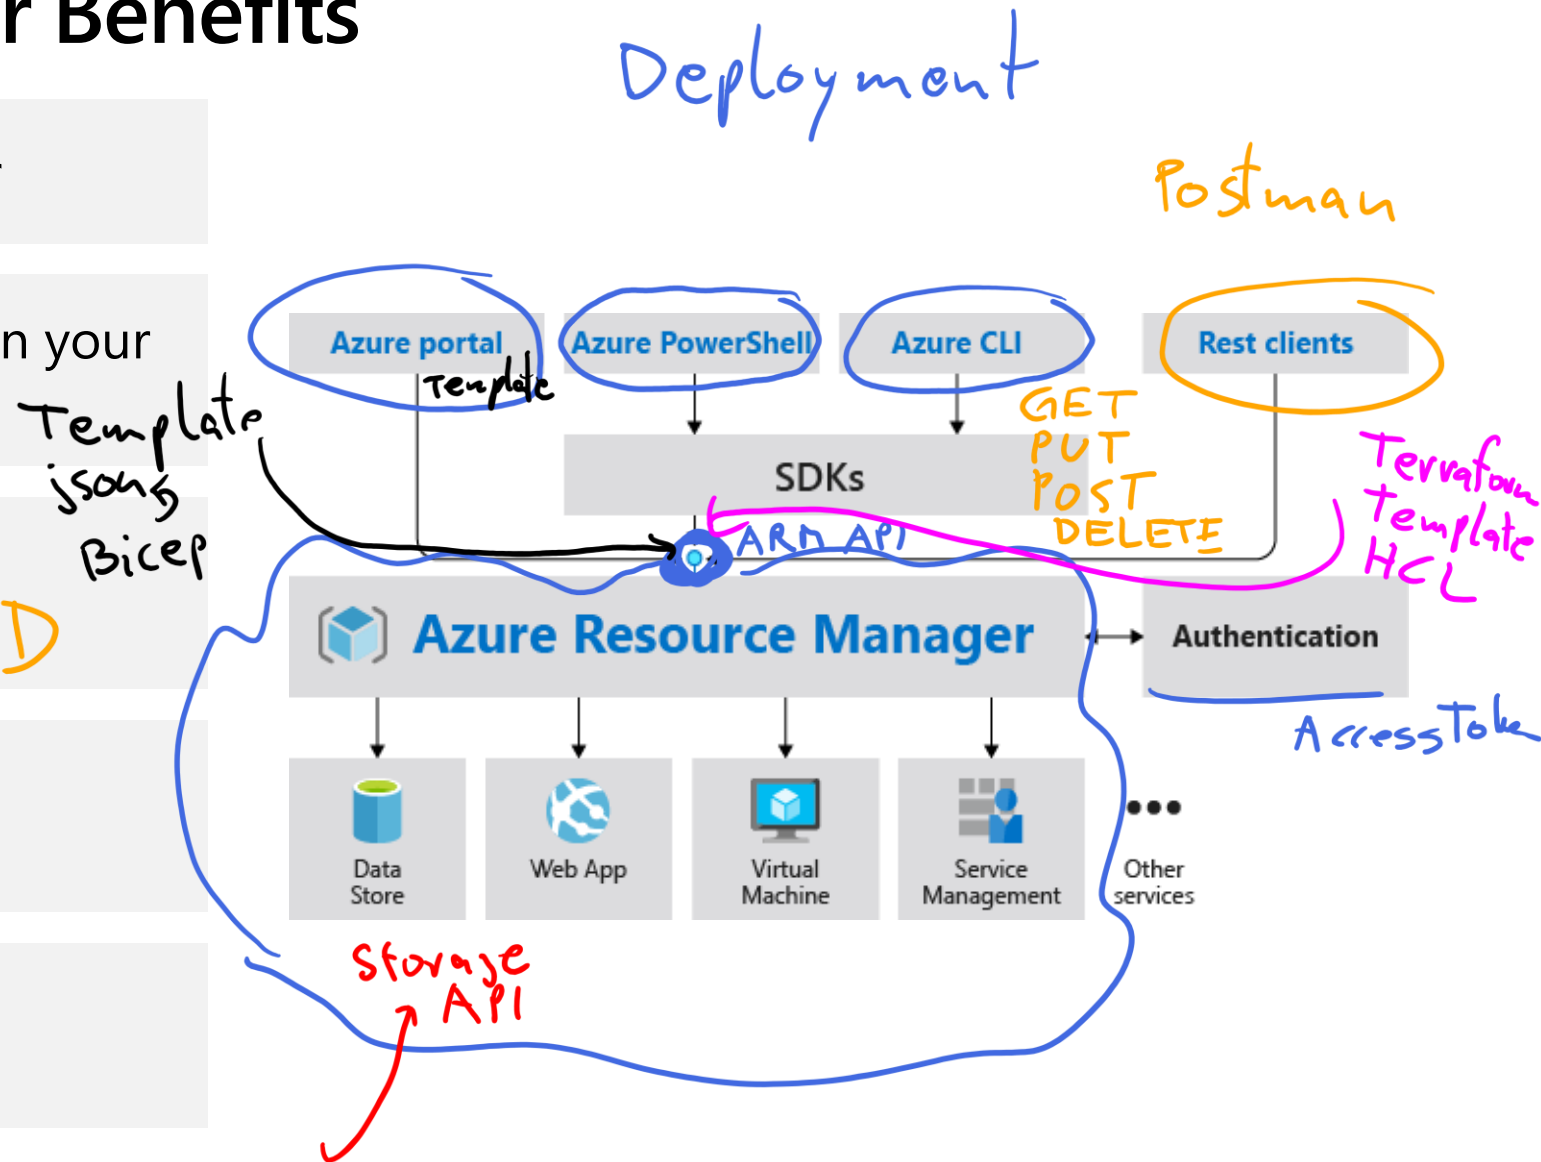 r Benefits
Deployment
Postman
Azure portal
Azure PowerShell
Azure CLI
Rest clients
n your
Template
Template
json
Bicep
GET
PUT
POST
DELETE
SDKs
Terraform
Template
HCL
ARM API
D
Azure Resource Manager
Authentication
AccessToken
Data
Store
Web App
Virtual
Machine
Service
Management
Other
services
Storage
API